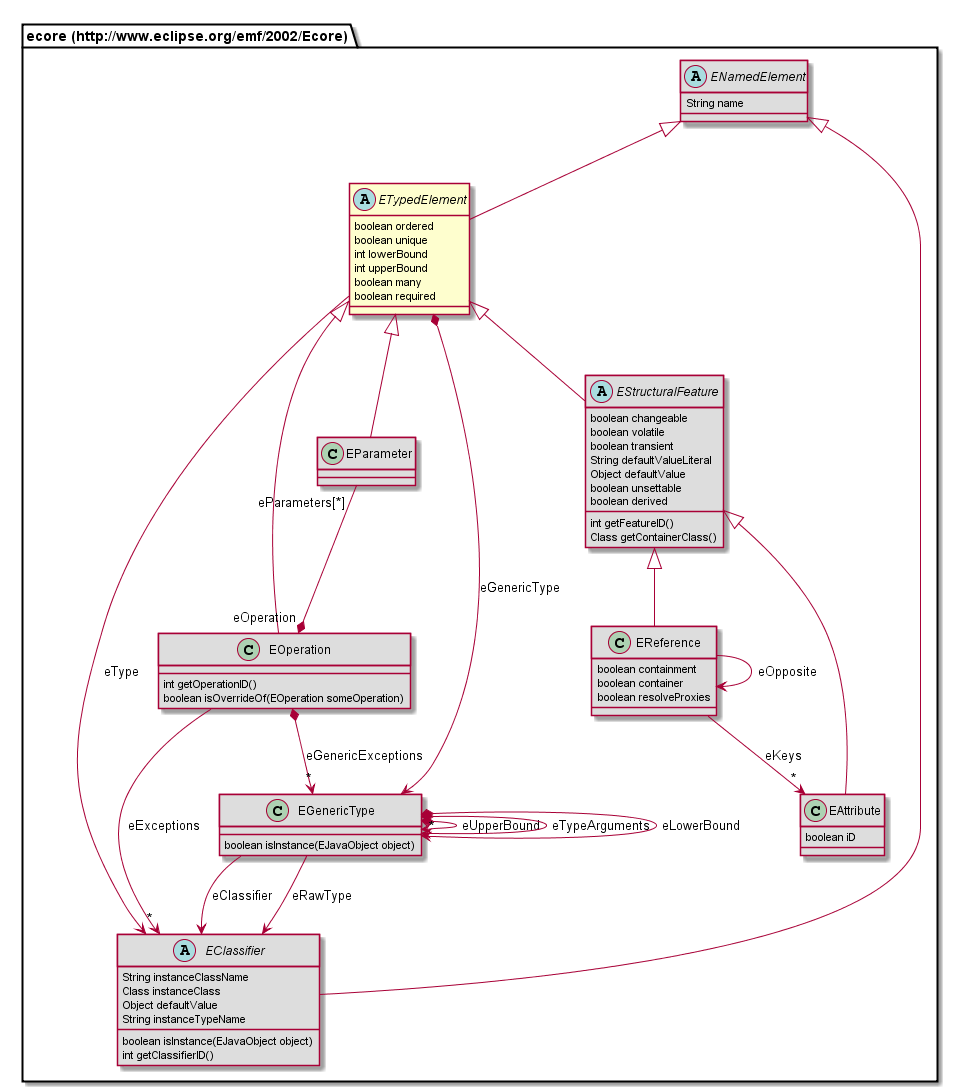 ecore (http://www.eclipse.org/emf/2002/Ecore)
A ENamedElement
String name
A ETypedElement
boolean ordered
boolean unique
int lowerBound
int upperBound
boolean many
boolean required
A EStructuralFeature
boolean changeable
boolean volatile
boolean transient
String defaultValueLiteral
Object defaultValue
boolean unsettable
boolean derived
int getFeatureID()
Class getContainerClass()
C EParameter
eParameters[*]
eGenericType
eOperation
eType
C EOperation
int getOperationID()
boolean isOverrideOf(EOperation someOperation)
C EReference
boolean containment
boolean container
boolean resolveProxies
eOpposite
eGenericExceptions
*
eKeys
*
C EGenericType
boolean isInstance(EJavaObject object)
*
eUpperBound
eTypeArguments
eLowerBound
C EAttribute
boolean iD
eExceptions
*
eClassifier
eRawType
A EClassifier
String instanceClassName
Class instanceClass
Object defaultValue
String instanceTypeName
boolean isInstance(EJavaObject object)
int getClassifierID()